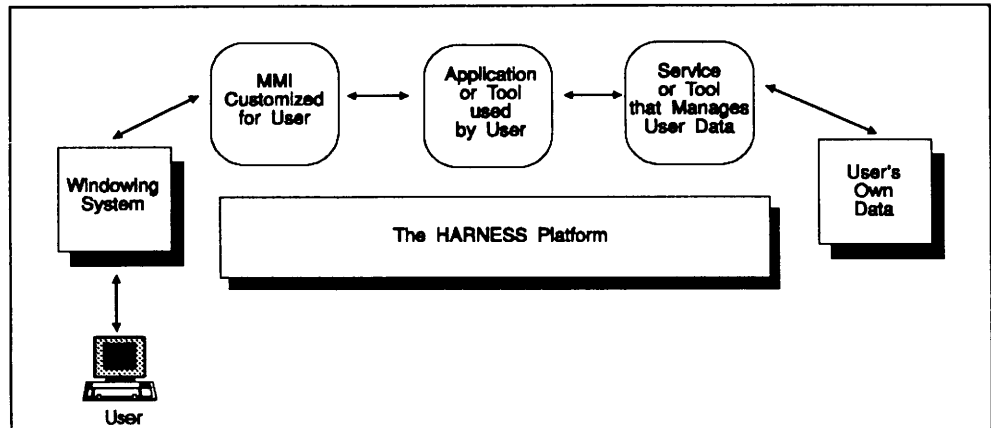 MMI
Customized
for User
Application
or Tool
used
by User
Service
or Tool
that Manages
User Data
Windowing
System
User's
Own
Data
The HARNESS Platform
User